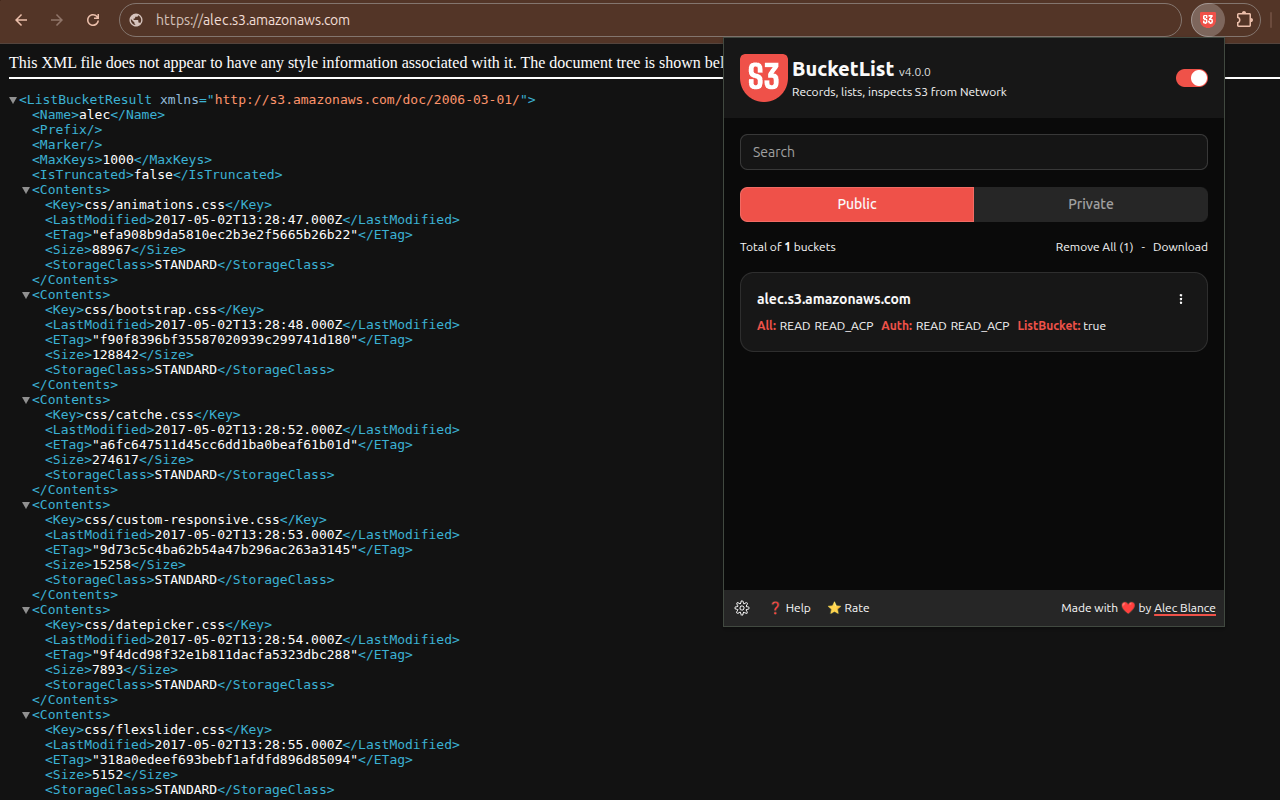 https://alec.s3.amazonaws.com
S3
This XML file does not appear to have any style information associated with it. The document tree is shown bel
<ListBucketResult xmlns="http://s3.amazonaws.com/doc/2006-03-01/">
<Name>alec</Name>
<Prefix/>
<Marker/>
<MaxKeys>1000</MaxKeys>
<IsTruncated>false</IsTruncated>
<Contents>
<Key>css/animations.css</Key>
<LastModified>2017-05-02T13:28:47.000Z</LastModified>
<ETag>"efa908b9da5810ec2b3e2f5665b26b22"</ETag>
<Size>88967</Size>
<StorageClass>STANDARD</StorageClass>
</Contents>
<Contents>
<Key>css/bootstrap.css</Key>
<LastModified>2017-05-02T13:28:48.000Z</LastModified>
<ETag>"f90f8396bf35587020939c299741d180"</ETag>
<Size>128842</Size>
<StorageClass>STANDARD</StorageClass>
</Contents>
<Contents>
<Key>css/catche.css</Key>
<LastModified>2017-05-02T13:28:52.000Z</LastModified>
<ETag>"a6fc647511d45cc6dd1ba0beaf61b01d"</ETag>
<Size>274617</Size>
<StorageClass>STANDARD</StorageClass>
</Contents>
<Contents>
<Key>css/custom-responsive.css</Key>
<LastModified>2017-05-02T13:28:53.000Z</LastModified>
<ETag>"9d73c5c4ba62b54a47b296ac263a3145"</ETag>
<Size>15258</Size>
<StorageClass>STANDARD</StorageClass>
</Contents>
<Contents>
<Key>css/datepicker.css</Key>
<LastModified>2017-05-02T13:28:54.000Z</LastModified>
<ETag>"9f4dcd98f32e1b811dacfa5323dbc288"</ETag>
<Size>7893</Size>
<StorageClass>STANDARD</StorageClass>
</Contents>
<Contents>
<Key>css/flexslider.css</Key>
<LastModified>2017-05-02T13:28:55.000Z</LastModified>
<ETag>"318a0edeef693bebf1afdfd896d85094"</ETag>
<Size>5152</Size>
<StorageClass>STANDARD</StorageClass>
S3
BucketList v4.0.0
Records, lists, inspects S3 from Network
Search
Public
Private
Total of 1 buckets
Remove All (1) - Download
alec.s3.amazonaws.com
All: READ READ_ACP Auth: READ READ_ACP ListBucket: true
❓ Help
⭐ Rate
Made with ❤️ by Alec Blance